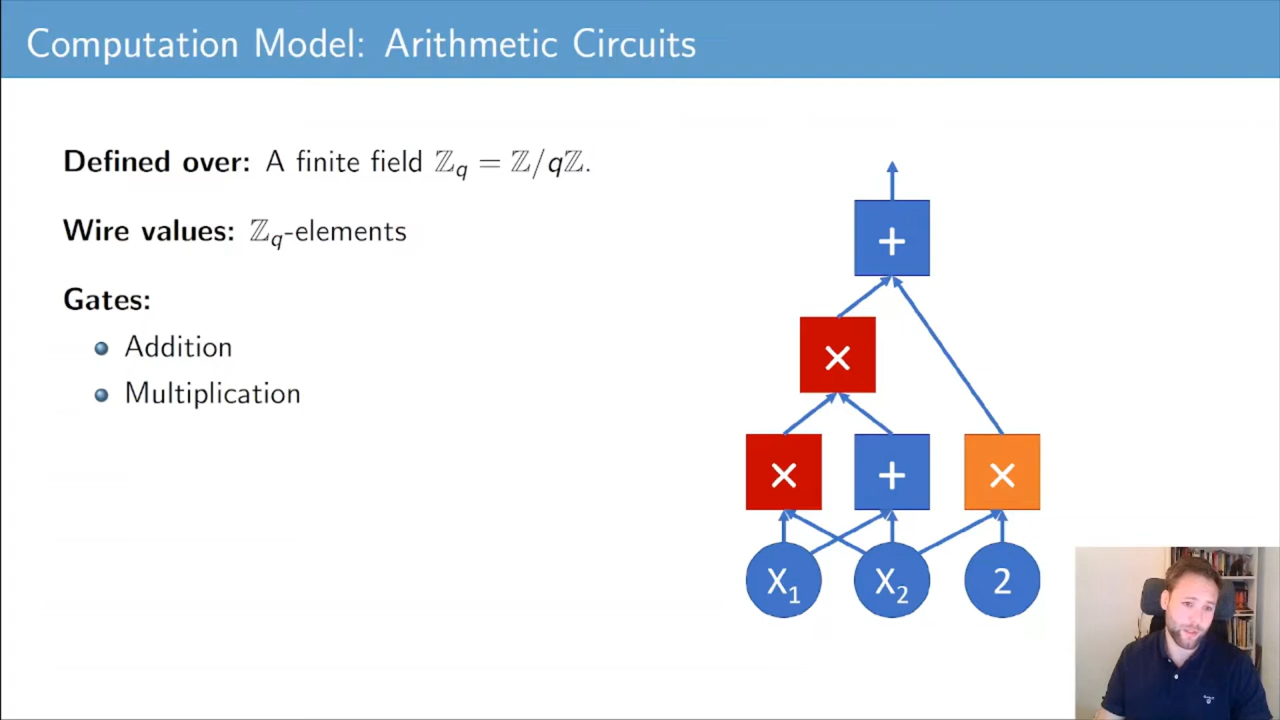 Computation Model: Arithmetic Circuits
Defined over: A finite field ℤ_q = ℤ/qℤ.
Wire values: ℤ_q-elements
Gates:
Addition
Multiplication
+
×
× + ×
X₁ X₂ 2